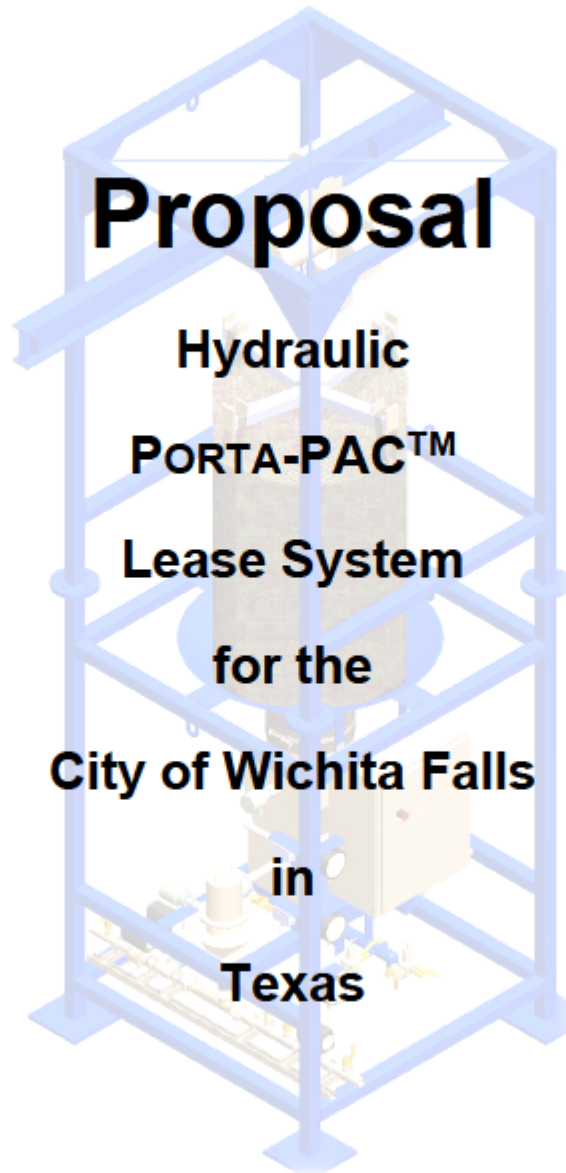 Proposal
Hydraulic
PORTA-PAC™
Lease System
for the
City of Wichita Falls
in
Texas